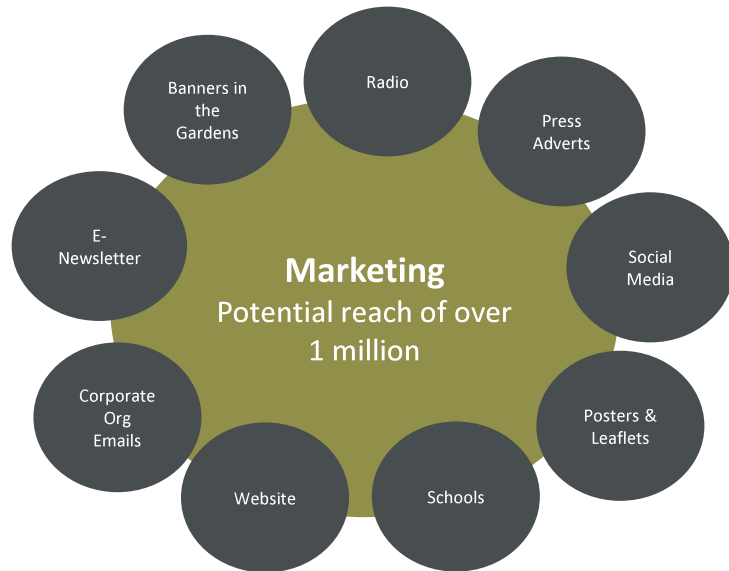 Marketing
Potential reach of over
1 million
Radio
Press
Adverts
Social
Media
Posters &
Leaflets
Schools
Website
Corporate
Org
Emails
E-
Newsletter
Banners in
the
Gardens